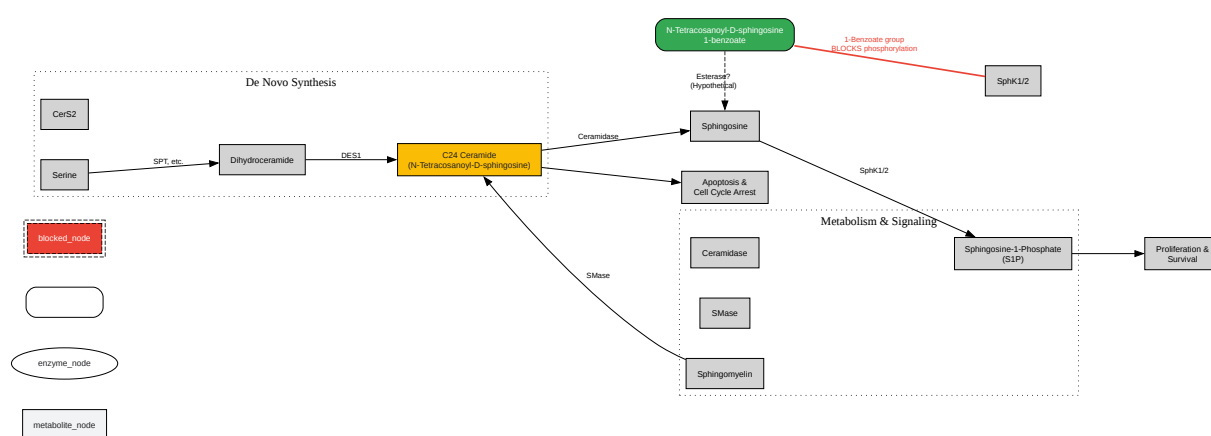 N-Tetracosanoyl-D-sphingosine
1-benzoate
1-Benzoate group
BLOCKS phosphorylation
SphK1/2
De Novo Synthesis
Esterase?
(Hypothetical)
CerS2
Sphingosine
Ceramidase
SPT, etc.
Dihydroceramide
DES1
C24 Ceramide
(N-Tetracosanoyl-D-sphingosine)
Serine
SphK1/2
Apoptosis &
Cell Cycle Arrest
Metabolism & Signaling
blocked_node
Ceramidase
Sphingosine-1-Phosphate
(S1P)
Proliferation &
Survival
SMase
SMase
enzyme_node
Sphingomyelin
metabolite_node